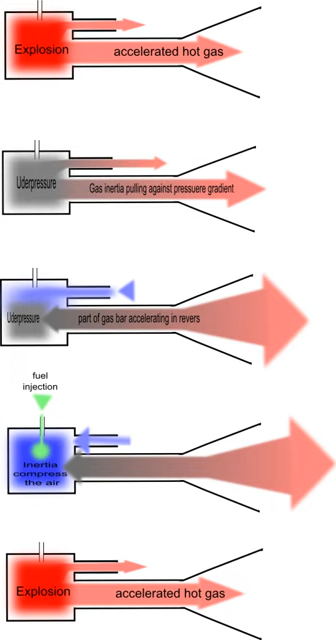 Explosion
accelerated hot gas
Uderpressure
Gas inertia pulling against pressuere gradient
Uderpressure
part of gas bar accelerating in revers
fuel
injection
Inertia
compress
the air
Explosion
accelerated hot gas